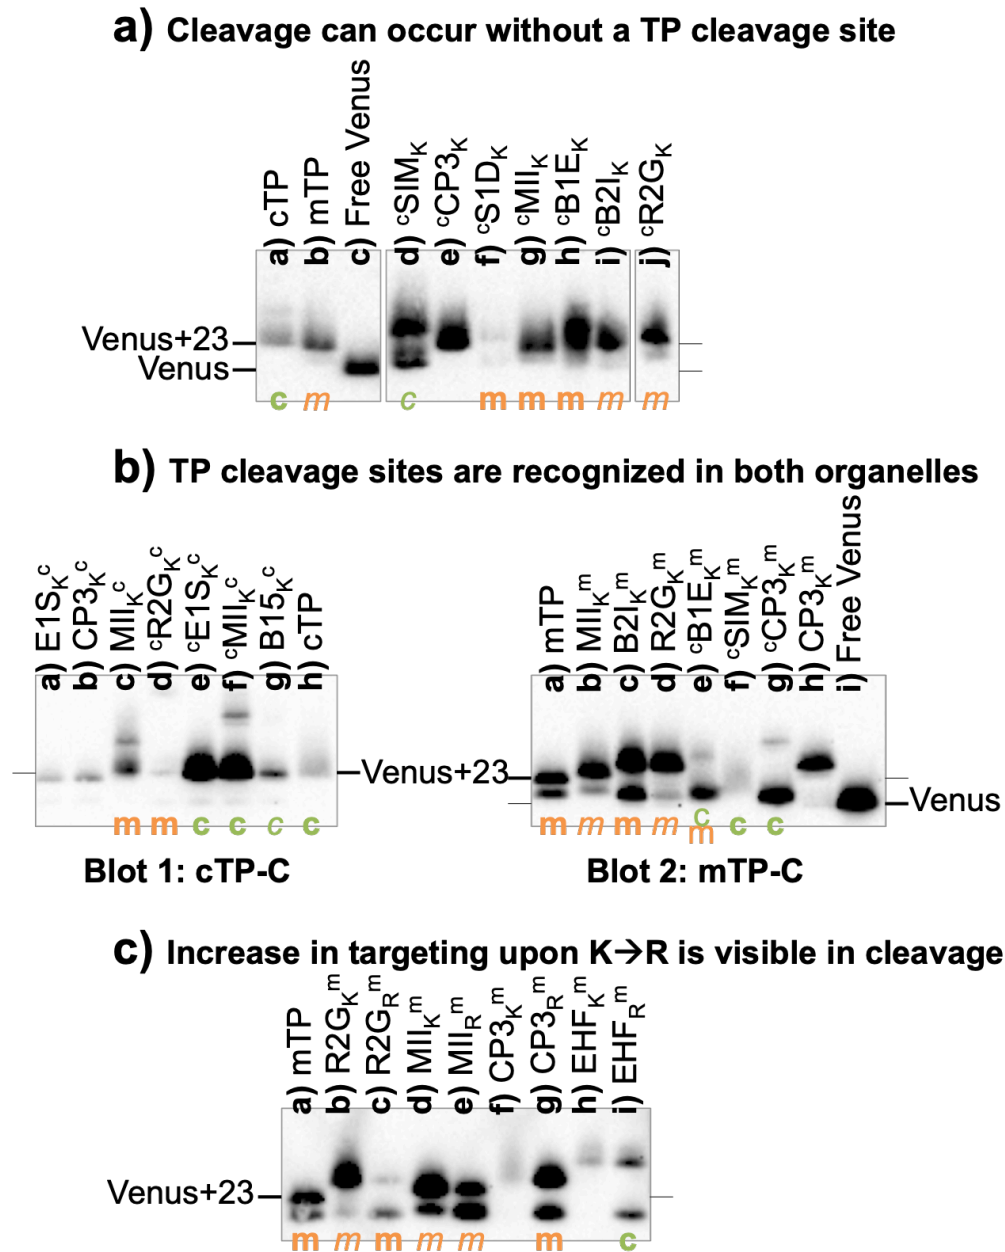 a) Cleavage can occur without a TP cleavage site
a) cTP
b) mTP
c) Free Venus
d) cSIMK
e) cCP3K
f) cS1DK
g) cMIIK
h) cB1EK
i) cB2IK
j) cR2GK
Venus+23
Venus
c m c m m m m m
b) TP cleavage sites are recognized in both organelles
a) E1SKc
b) CP3Kc
c) MIIKc
d) cR2GKc
e) cE1SKc
f) cMIIKc
g) B15Kc
h) cTP
a) mTP
b) MIIKm
c) B2IKm
d) R2GKm
e) cB1EKm
f) cSIMKm
g) cCP3Km
h) CP3Km
i) Free Venus
Venus+23
Venus
m m c c c c
m m m m c m c c
Blot 1: cTP-C
Blot 2: mTP-C
c) Increase in targeting upon K→R is visible in cleavage
a) mTP
b) R2GKm
c) R2GRm
d) MIIKm
e) MIIRm
f) CP3Km
g) CP3Rm
h) EHFKm
i) EHFRm
Venus+23
m m m m m m c